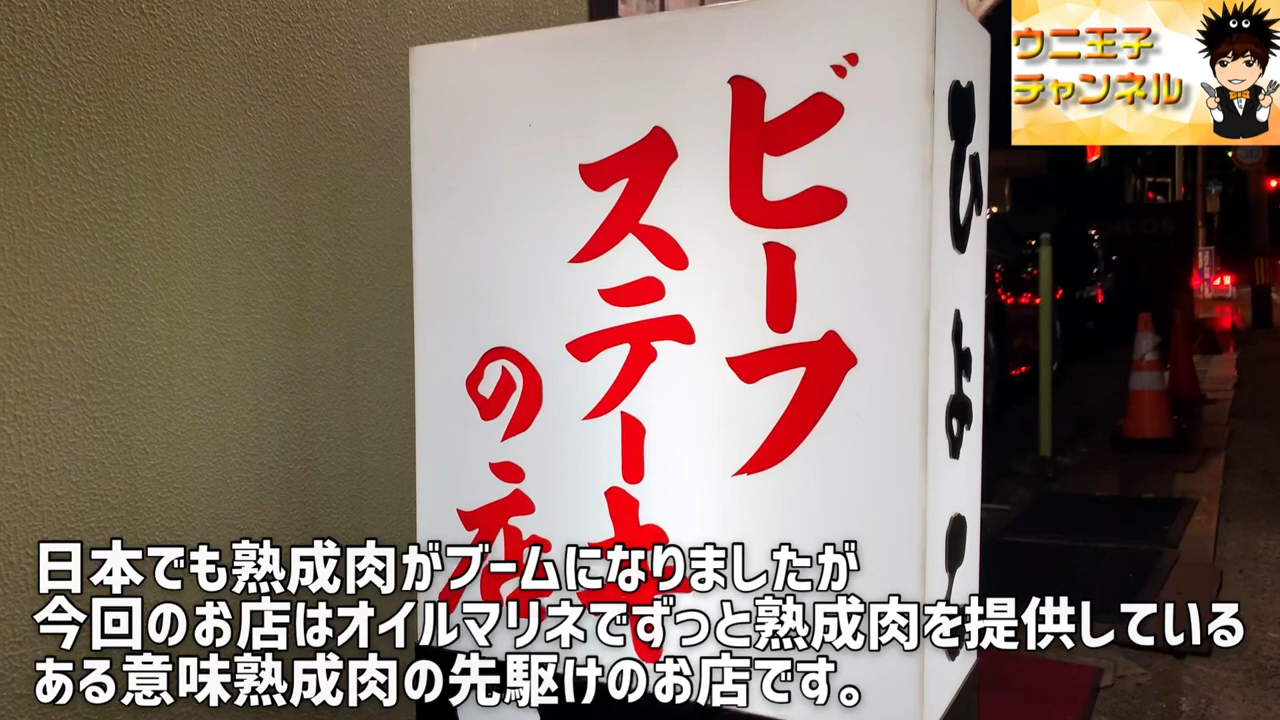 ウニ王子
チャンネル
ビーフ
ステーキ
の店
ひょう
日本でも熟成肉がブームになりましたが
今回のお店はオイルマリネでずっと熟成肉を提供している
ある意味熟成肉の先駆けのお店です。